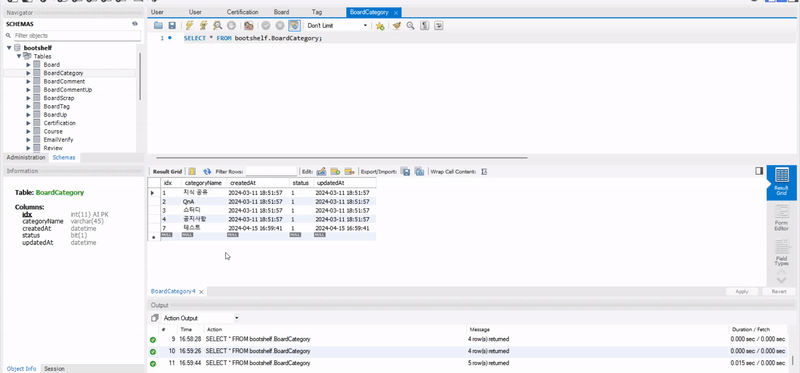 Navigator
SCHEMAS
Filter objects
bootshelf
Tables
Board
BoardCategory
BoardComment
BoardCommentUp
BoardScrap
BoardTag
BoardUp
Certification
Course
EmailVerify
Review
Administration Schemas
Information
Table: BoardCategory
Columns:
idx int(11) AI PK
categoryName varchar(45)
createdAt datetime
status bit(1)
updatedAt datetime
Object Info Session
User User Certification Board Tag BoardCategory
Don't Limit
1 SELECT * FROM bootshelf.BoardCategory;
Result Grid Filter Rows: Edit: Export/Import: Wrap Cell Content:
idx categoryName createdAt status updatedAt
1 지식 공유 2024-03-11 18:51:57 1 2024-03-11 18:51:57
2 QnA 2024-03-11 18:51:57 1 2024-03-11 18:51:57
3 스터디 2024-03-11 18:51:57 1 2024-03-11 18:51:57
4 공지사항 2024-03-11 18:51:57 1 2024-03-11 18:51:57
7 테스트 2024-04-15 16:59:41 1 2024-04-15 16:59:41
NULL NULL NULL NULL NULL
Result
Grid
Form
Editor
Field
Types
BoardCategory4 Apply Revert
Output
Action Output
# Time Action Message Duration / Fetch
9 16:58:28 SELECT * FROM bootshelf.BoardCategory 4 row(s) returned 0.000 sec / 0.000 sec
10 16:59:26 SELECT * FROM bootshelf.BoardCategory 4 row(s) returned 0.000 sec / 0.000 sec
11 16:59:44 SELECT * FROM bootshelf.BoardCategory 5 row(s) returned 0.015 sec / 0.000 sec